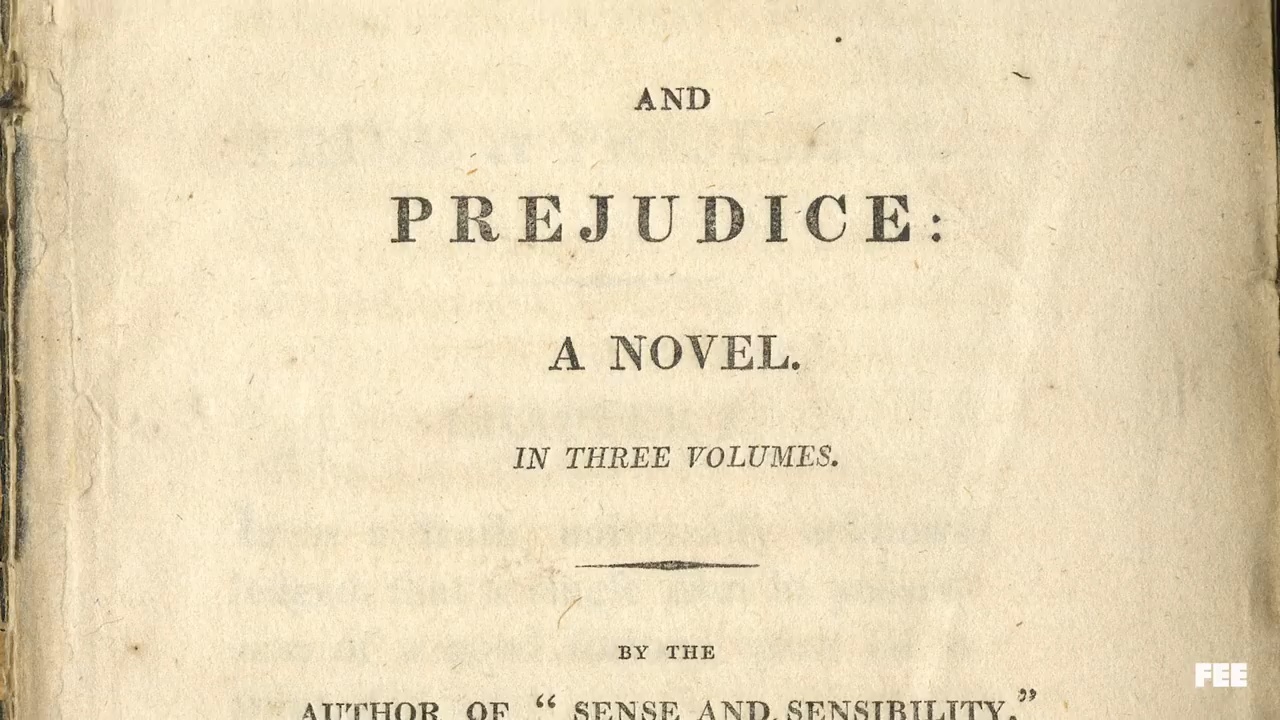 AND
PREJUDICE:
A NOVEL.
IN THREE VOLUMES.
BY THE
AUTHOR OF “ SENSE AND SENSIBILITY.”
FEE